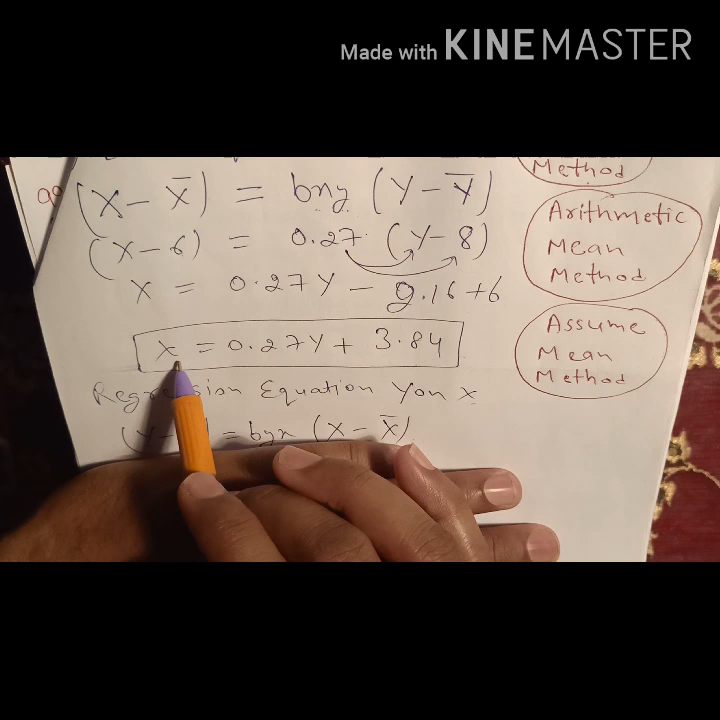 Made with KINEMASTER
(X - X̄) = bxy (Y - Ȳ)
(X - 6) = 0.27 (Y - 8)
X = 0.27Y - 2.16 + 6
X = 0.27Y + 3.84
Regression Equation Y on X
= byx (X - X̄)
Method
Arithmetic
Mean
Method
Assume
Mean
Method